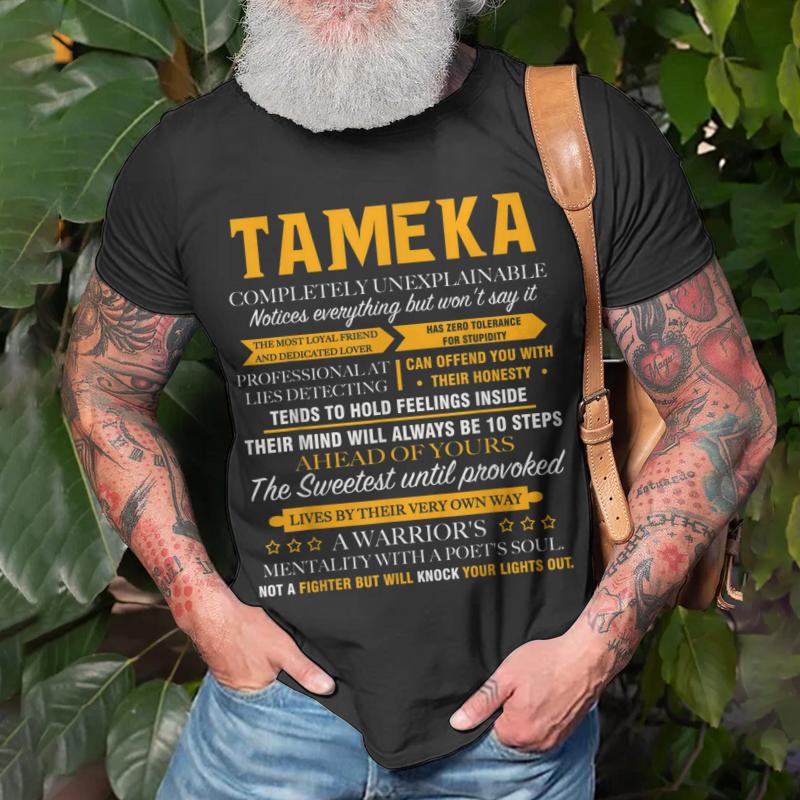 TAMEKA
COMPLETELY UNEXPLAINABLE
Notices everything but won't say it
THE MOST LOYAL FRIEND
AND DEDICATED LOVER
HAS ZERO TOLERANCE
FOR STUPIDITY
PROFESSIONAL AT
LIES DETECTING
CAN OFFEND YOU WITH
• THEIR HONESTY •
TENDS TO HOLD FEELINGS INSIDE
THEIR MIND WILL ALWAYS BE 10 STEPS
AHEAD OF YOURS
The Sweetest until provoked
LIVES BY THEIR VERY OWN WAY
A WARRIOR'S
MENTALITY WITH A POET'S SOUL.
NOT A FIGHTER BUT WILL KNOCK YOUR LIGHTS OUT.